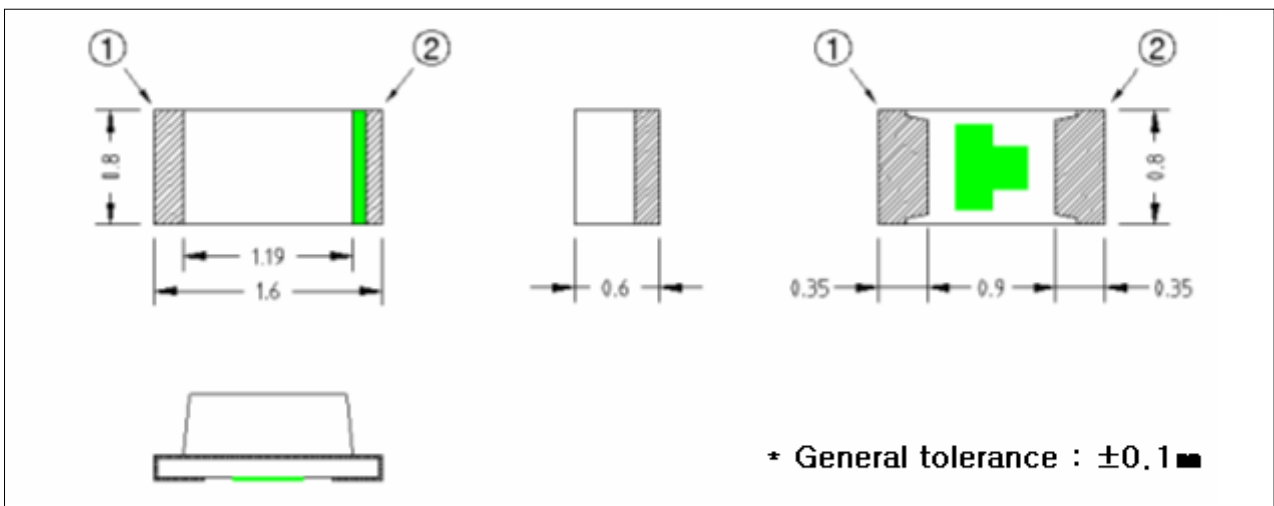 ① ② ① ②
0.8 0.8
1.19 0.6 0.35 0.9 0.35
1.6
* General tolerance : ±0.1㎜